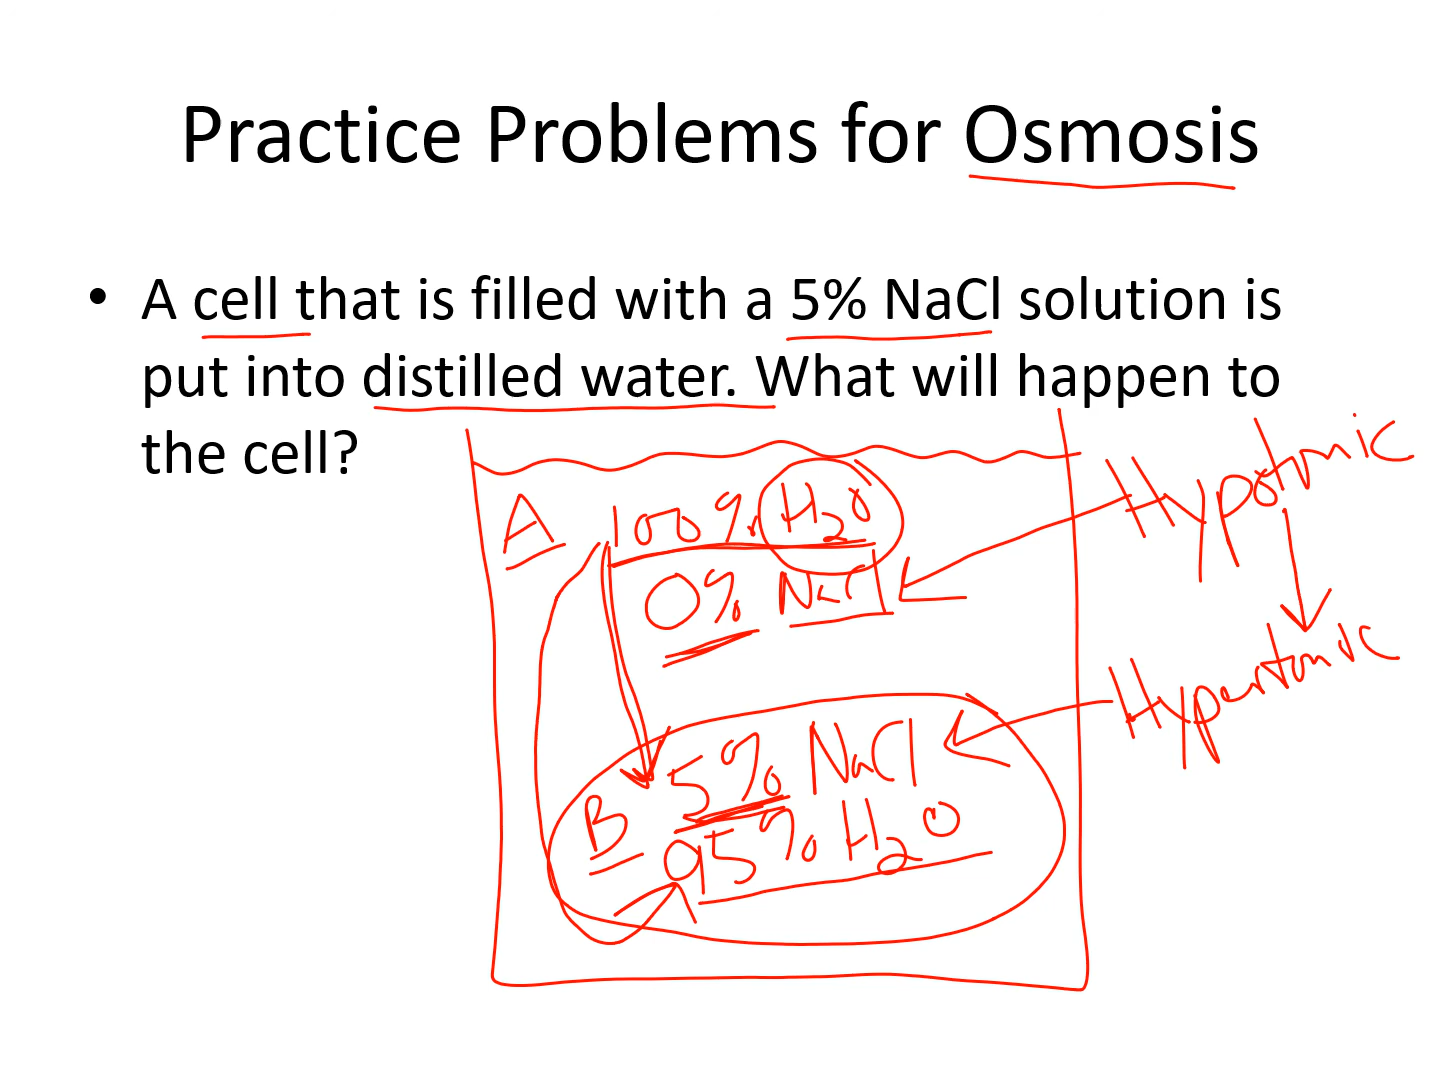 Practice Problems for Osmosis
• A cell that is filled with a 5% NaCl solution is
put into distilled water. What will happen to
the cell?
A 100% H₂O
0% NaCl
Hypotonic
Hypertonic
5% NaCl
B 95% H₂O